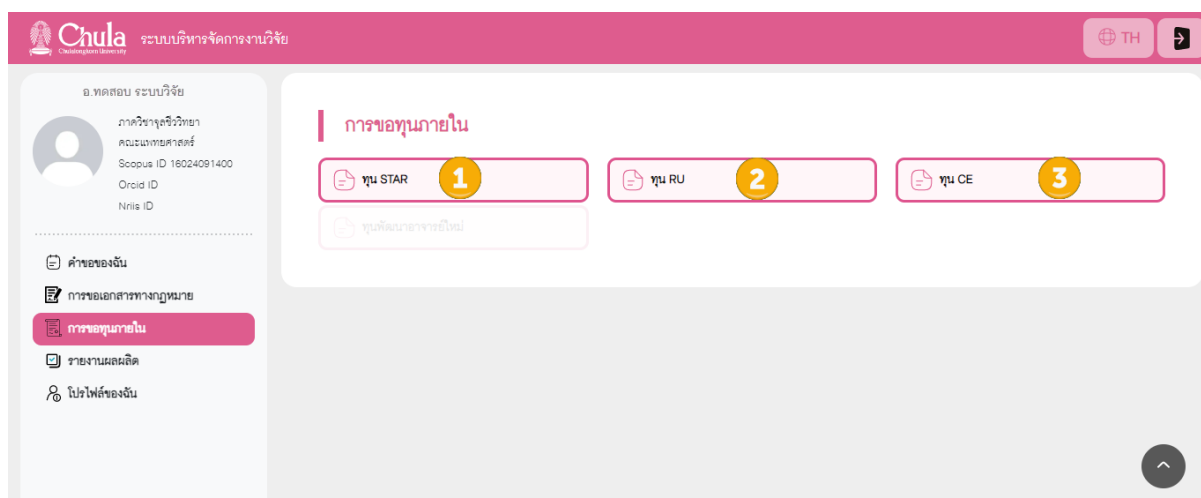 Chula
Chulalongkorn University
ระบบบริหารจัดการงานวิจัย
TH
อ.ทดสอบ ระบบวิจัย
ภาควิชาจุลชีววิทยา
คณะแพทยศาสตร์
Scopus ID 16024091400
Orcid ID
Nriis ID
คำขอของฉัน
การขอเอกสารทางกฎหมาย
การขอทุนภายใน
รายงานผลผลิต
โปรไฟล์ของฉัน
การขอทุนภายใน
ทุน STAR 1
ทุน RU 2
ทุน CE 3
ทุนพัฒนาอาจารย์ใหม่